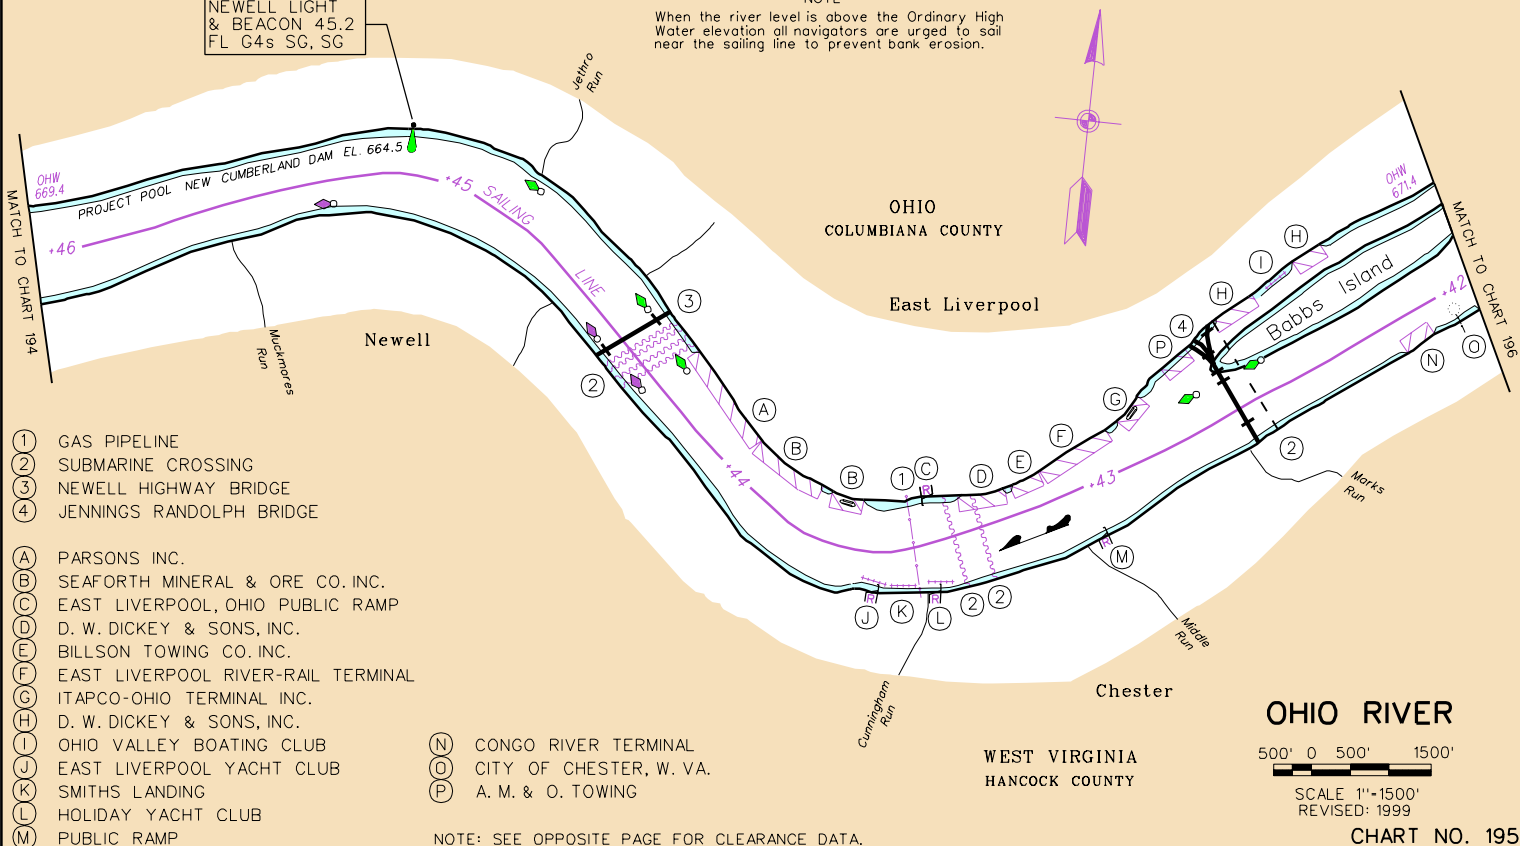 NEWELL LIGHT
& BEACON 45.2
FL G4s SG, SG
NOTE
When the river level is above the Ordinary High
Water elevation all navigators are urged to sail
near the sailing line to prevent bank erosion.
Jethro
Run
OHW
669.4
PROJECT POOL NEW CUMBERLAND DAM EL. 664.5
MATCH TO CHART 194
+46
+45 SAILING
LINE
+44
+43
+42
Muckmores
Run
Newell
OHIO
COLUMBIANA COUNTY
East Liverpool
OHW
671.4
MATCH TO CHART 196
Babbs Island
3
2
A
B
B
1
C
R
D
E
F
G
P
4
H
I
H
N
O
2
R
M
J
R
K
R
L
2
2
Marks
Run
Middle
Run
Cunningham
Run
Chester
WEST VIRGINIA
HANCOCK COUNTY
1 GAS PIPELINE
2 SUBMARINE CROSSING
3 NEWELL HIGHWAY BRIDGE
4 JENNINGS RANDOLPH BRIDGE
A PARSONS INC.
B SEAFORTH MINERAL & ORE CO. INC.
C EAST LIVERPOOL, OHIO PUBLIC RAMP
D D. W. DICKEY & SONS, INC.
E BILLSON TOWING CO. INC.
F EAST LIVERPOOL RIVER-RAIL TERMINAL
G ITAPCO-OHIO TERMINAL INC.
H D. W. DICKEY & SONS, INC.
I OHIO VALLEY BOATING CLUB
J EAST LIVERPOOL YACHT CLUB
K SMITHS LANDING
L HOLIDAY YACHT CLUB
M PUBLIC RAMP
N CONGO RIVER TERMINAL
O CITY OF CHESTER, W. VA.
P A. M. & O. TOWING
NOTE: SEE OPPOSITE PAGE FOR CLEARANCE DATA.
OHIO RIVER
500' 0 500' 1500'
SCALE 1"=1500'
REVISED: 1999
CHART NO. 195